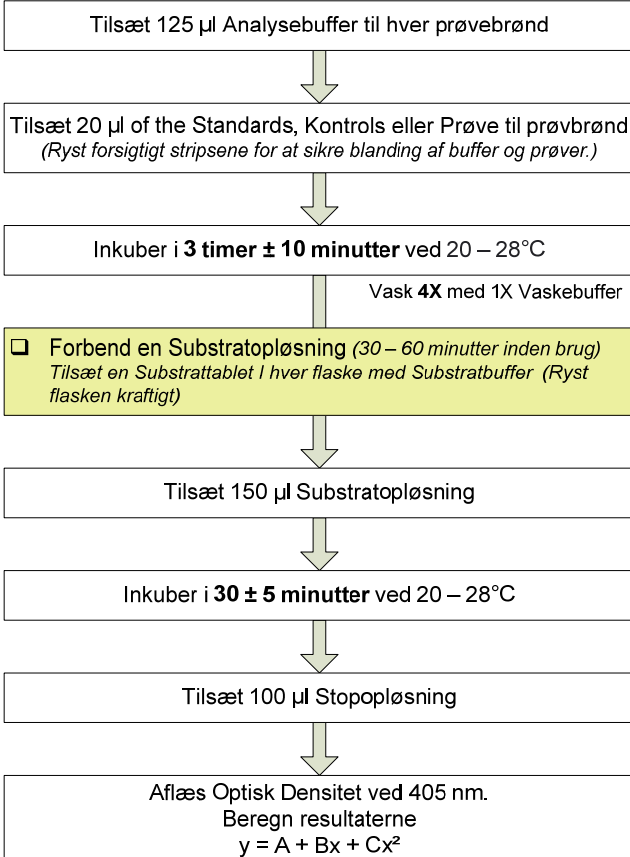 Tilsæt 125 µl Analysebuffer til hver prøvebrønd
Tilsæt 20 µl of the Standards, Kontrols eller Prøve til prøvbrønd
(Ryst forsigtigt stripsene for at sikre blanding af buffer og prøver.)
Inkuber i 3 timer ± 10 minutter ved 20 – 28°C
Vask 4X med 1X Vaskebuffer
❑ Forbend en Substratopløsning (30 – 60 minutter inden brug)
Tilsæt en Substrattablet I hver flaske med Substratbuffer (Ryst
flasken kraftigt)
Tilsæt 150 µl Substratopløsning
Inkuber i 30 ± 5 minutter ved 20 – 28°C
Tilsæt 100 µl Stopopløsning
Aflæs Optisk Densitet ved 405 nm.
Beregn resultaterne
y = A + Bx + Cx²